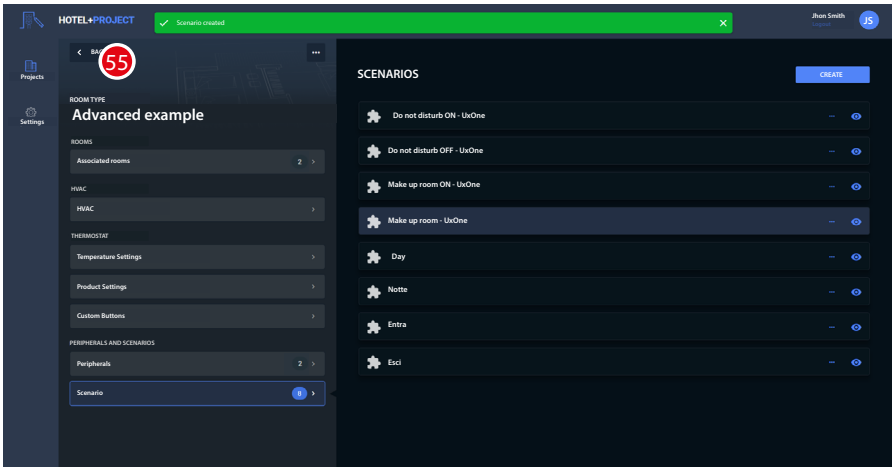 HOTEL+PROJECT
Scenario created
Jhon Smith
JS
Projects
Settings
55
ROOM TYPE
Advanced example
ROOMS
Associated rooms 2
HVAC
HVAC
THERMOSTAT
Temperature Settings
Product Settings
Custom Buttons
PERIPHERALS AND SCENARIOS
Peripherals 2
Scenario 8
SCENARIOS
CREATE
Do not disturb ON - UxOne
Do not disturb OFF - UxOne
Make up room ON - UxOne
Make up room - UxOne
Day
Notte
Entra
Esci